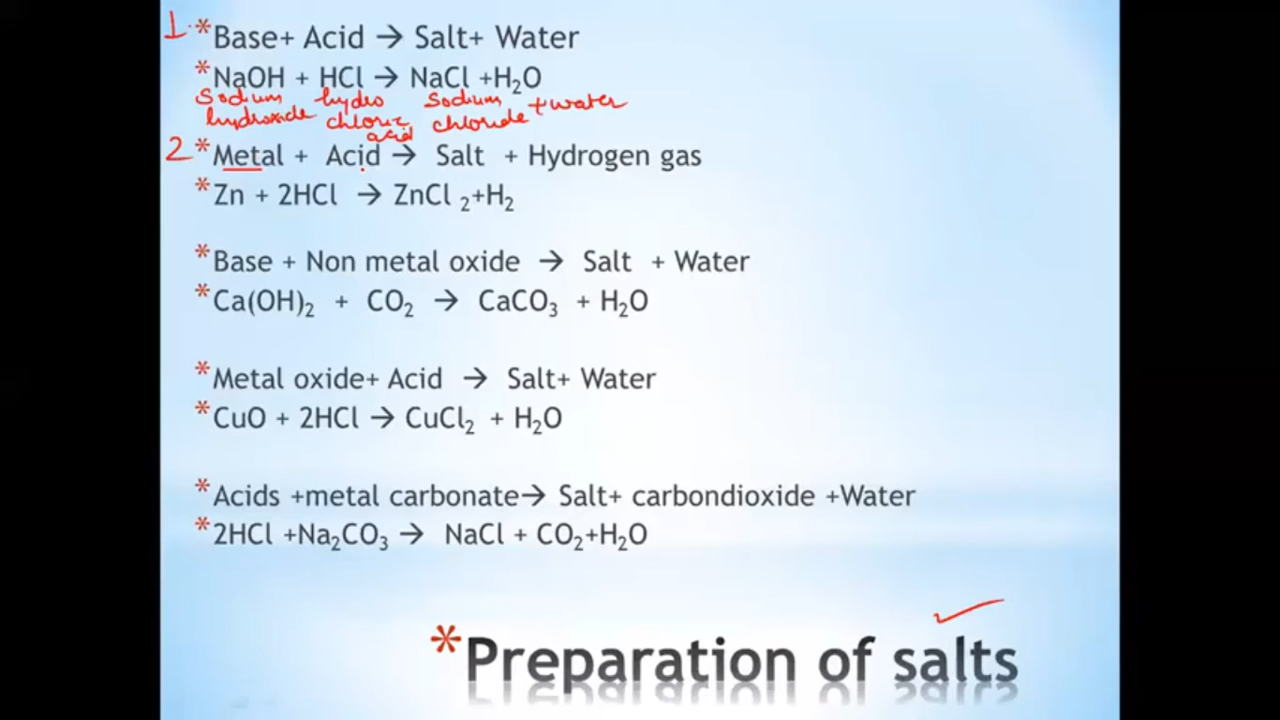 1. *Base+ Acid → Salt+ Water
*NaOH + HCl → NaCl +H₂O
Sodium hydro Sodium + water
hydroxide chloric chloride
acid
2 *Metal + Acid → Salt + Hydrogen gas
*Zn + 2HCl → ZnCl ₂+H₂
*Base + Non metal oxide → Salt + Water
*Ca(OH)₂ + CO₂ → CaCO₃ + H₂O
*Metal oxide+ Acid → Salt+ Water
*CuO + 2HCl → CuCl₂ + H₂O
*Acids +metal carbonate→ Salt+ carbondioxide +Water
*2HCl +Na₂CO₃ → NaCl + CO₂+H₂O
*Preparation of salts